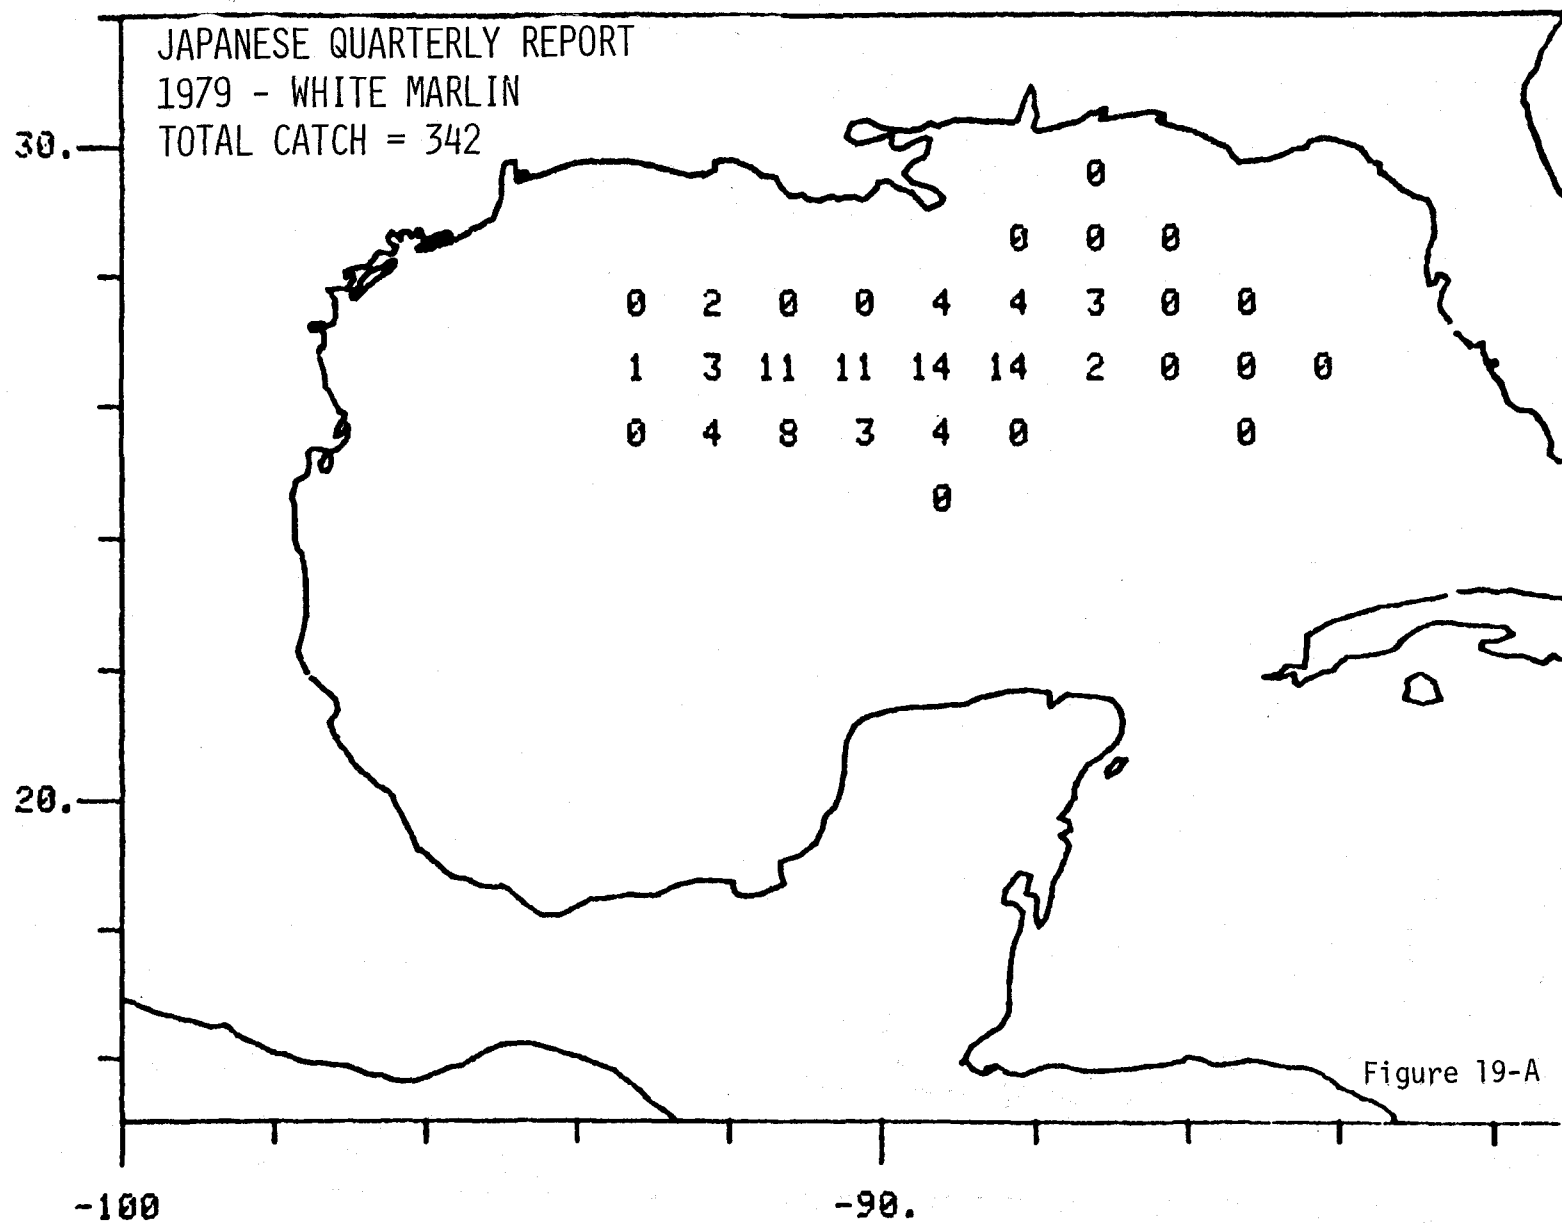 JAPANESE QUARTERLY REPORT
1979 - WHITE MARLIN
TOTAL CATCH = 342
30.
0
0 0 0
0 2 0 0 4 4 3 0 0
1 3 11 11 14 14 2 0 0 0
0 4 8 3 4 0 0
0
20.
Figure 19-A
-100 -90.